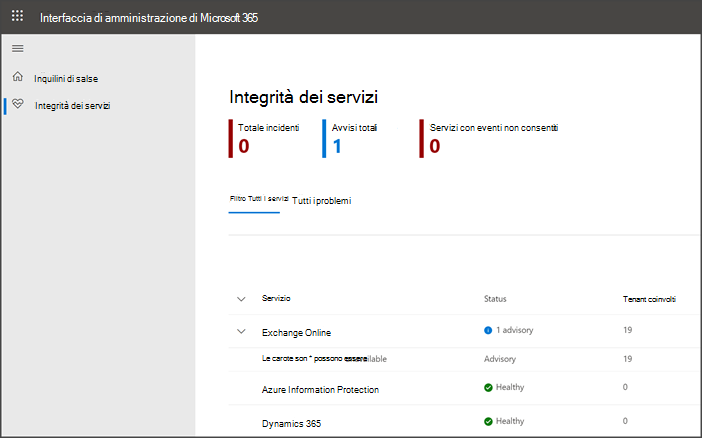 Interfaccia di amministrazione di Microsoft 365
Inquilini di salse
Integrità dei servizi
Integrità dei servizi
Totale incidenti Avvisi totali Servizi con eventi non consentiti
0 1 0
Filtro Tutti i servizi Tutti i problemi
Servizio Status Tenant coinvolti
Exchange Online 1 advisory 19
Le carote son * possono essere available Advisory 19
Azure Information Protection Healthy 0
Dynamics 365 Healthy 0